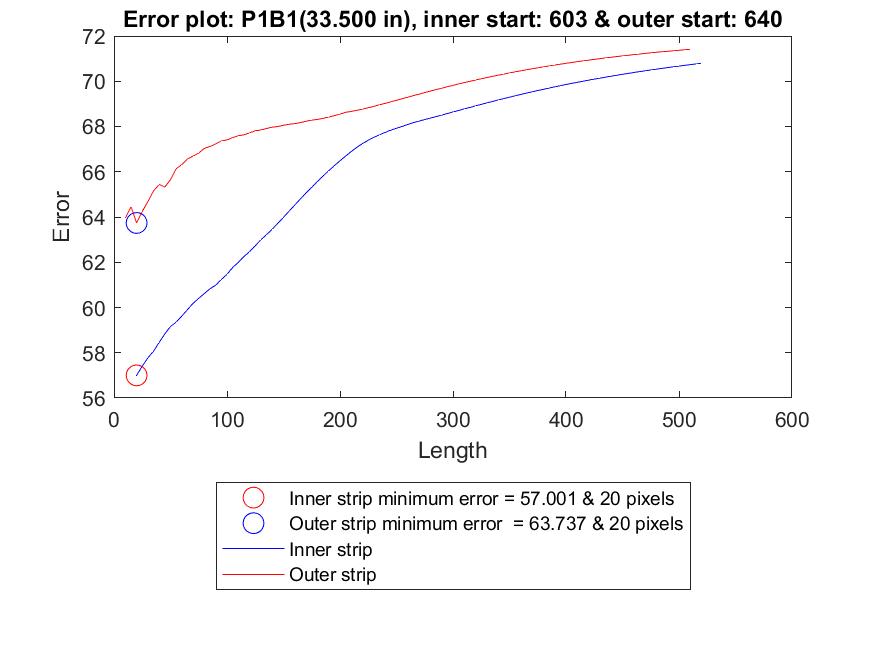 Error plot: P1B1(33.500 in), inner start: 603 & outer start: 640
72
70
68
66
64
62
60
58
56
Error
0 100 200 300 400 500 600
Length
Inner strip minimum error = 57.001 & 20 pixels
Outer strip minimum error  = 63.737 & 20 pixels
Inner strip
Outer strip